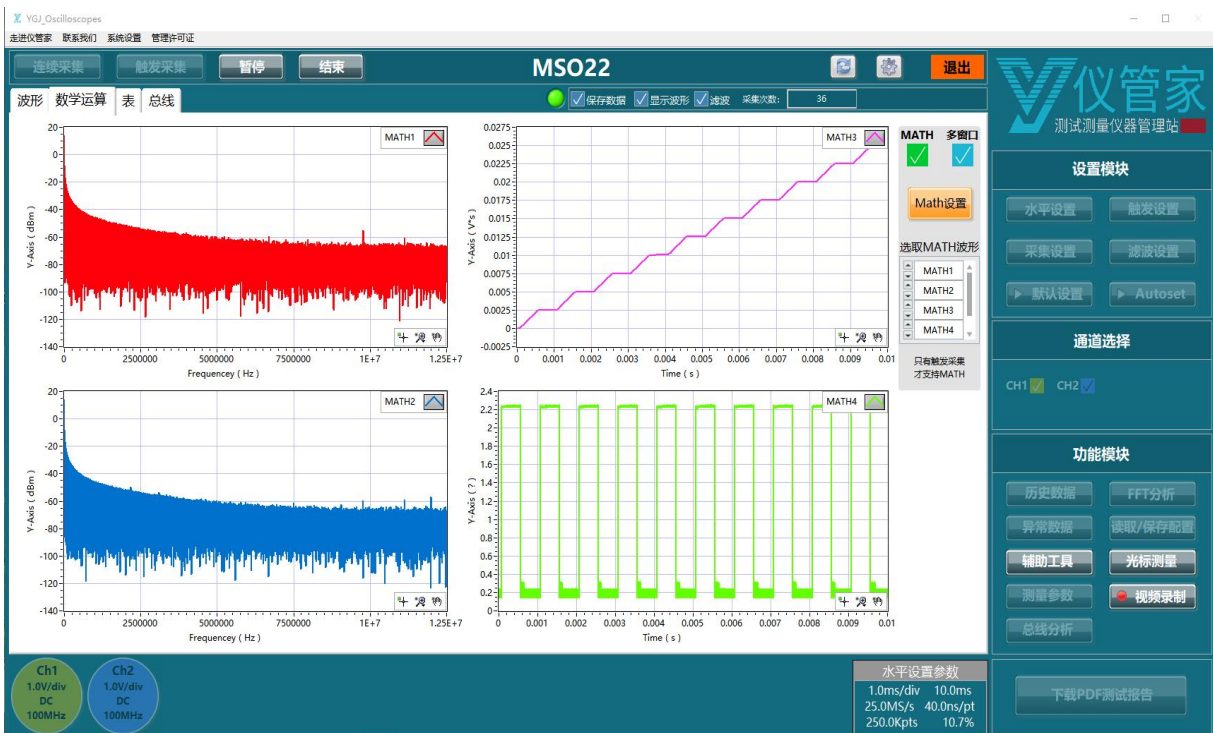 YGJ_Oscilloscopes
走进仪管家 联系我们 系统设置 管理许可证
连续采集 触发采集 暂停 结束 MSO22 退出
波形 数学运算 表 总线 保存数据 显示波形 滤波 采集次数: 36
仪管家
测试测量仪器管理站
MATH1
Y-Axis ( dBm )
20
0
-20
-40
-60
-80
-100
-120
-140
0 2500000 5000000 7500000 1E+7 1.25E+7
Frequencey ( Hz )
MATH3
Y-Axis ( V*s )
0.0275
0.025
0.0225
0.02
0.0175
0.015
0.0125
0.01
0.0075
0.005
0.0025
0
-0.0025
0 0.001 0.002 0.003 0.004 0.005 0.006 0.007 0.008 0.009 0.01
Time ( s )
MATH2
Y-Axis ( dBm )
20
0
-20
-40
-60
-80
-100
-120
-140
0 2500000 5000000 7500000 1E+7 1.25E+7
Frequencey ( Hz )
MATH4
Y-Axis ( ? )
2.4
2.2
2
1.8
1.6
1.4
1.2
1
0.8
0.6
0.4
0.2
0
0 0.001 0.002 0.003 0.004 0.005 0.006 0.007 0.008 0.009 0.01
Time ( s )
MATH 多窗口
Math设置
选取MATH波形
MATH1
MATH2
MATH3
MATH4
只有触发采集
才支持MATH
设置模块
水平设置 触发设置
采集设置 滤波设置
默认设置 Autoset
通道选择
CH1 CH2
功能模块
历史数据 FFT分析
异常数据 读取/保存配置
辅助工具 光标测量
测量参数 视频录制
总线分析
下载PDF测试报告
Ch1
1.0V/div
DC
100MHz
Ch2
1.0V/div
DC
100MHz
水平设置参数
1.0ms/div 10.0ms
25.0MS/s 40.0ns/pt
250.0Kpts 10.7%